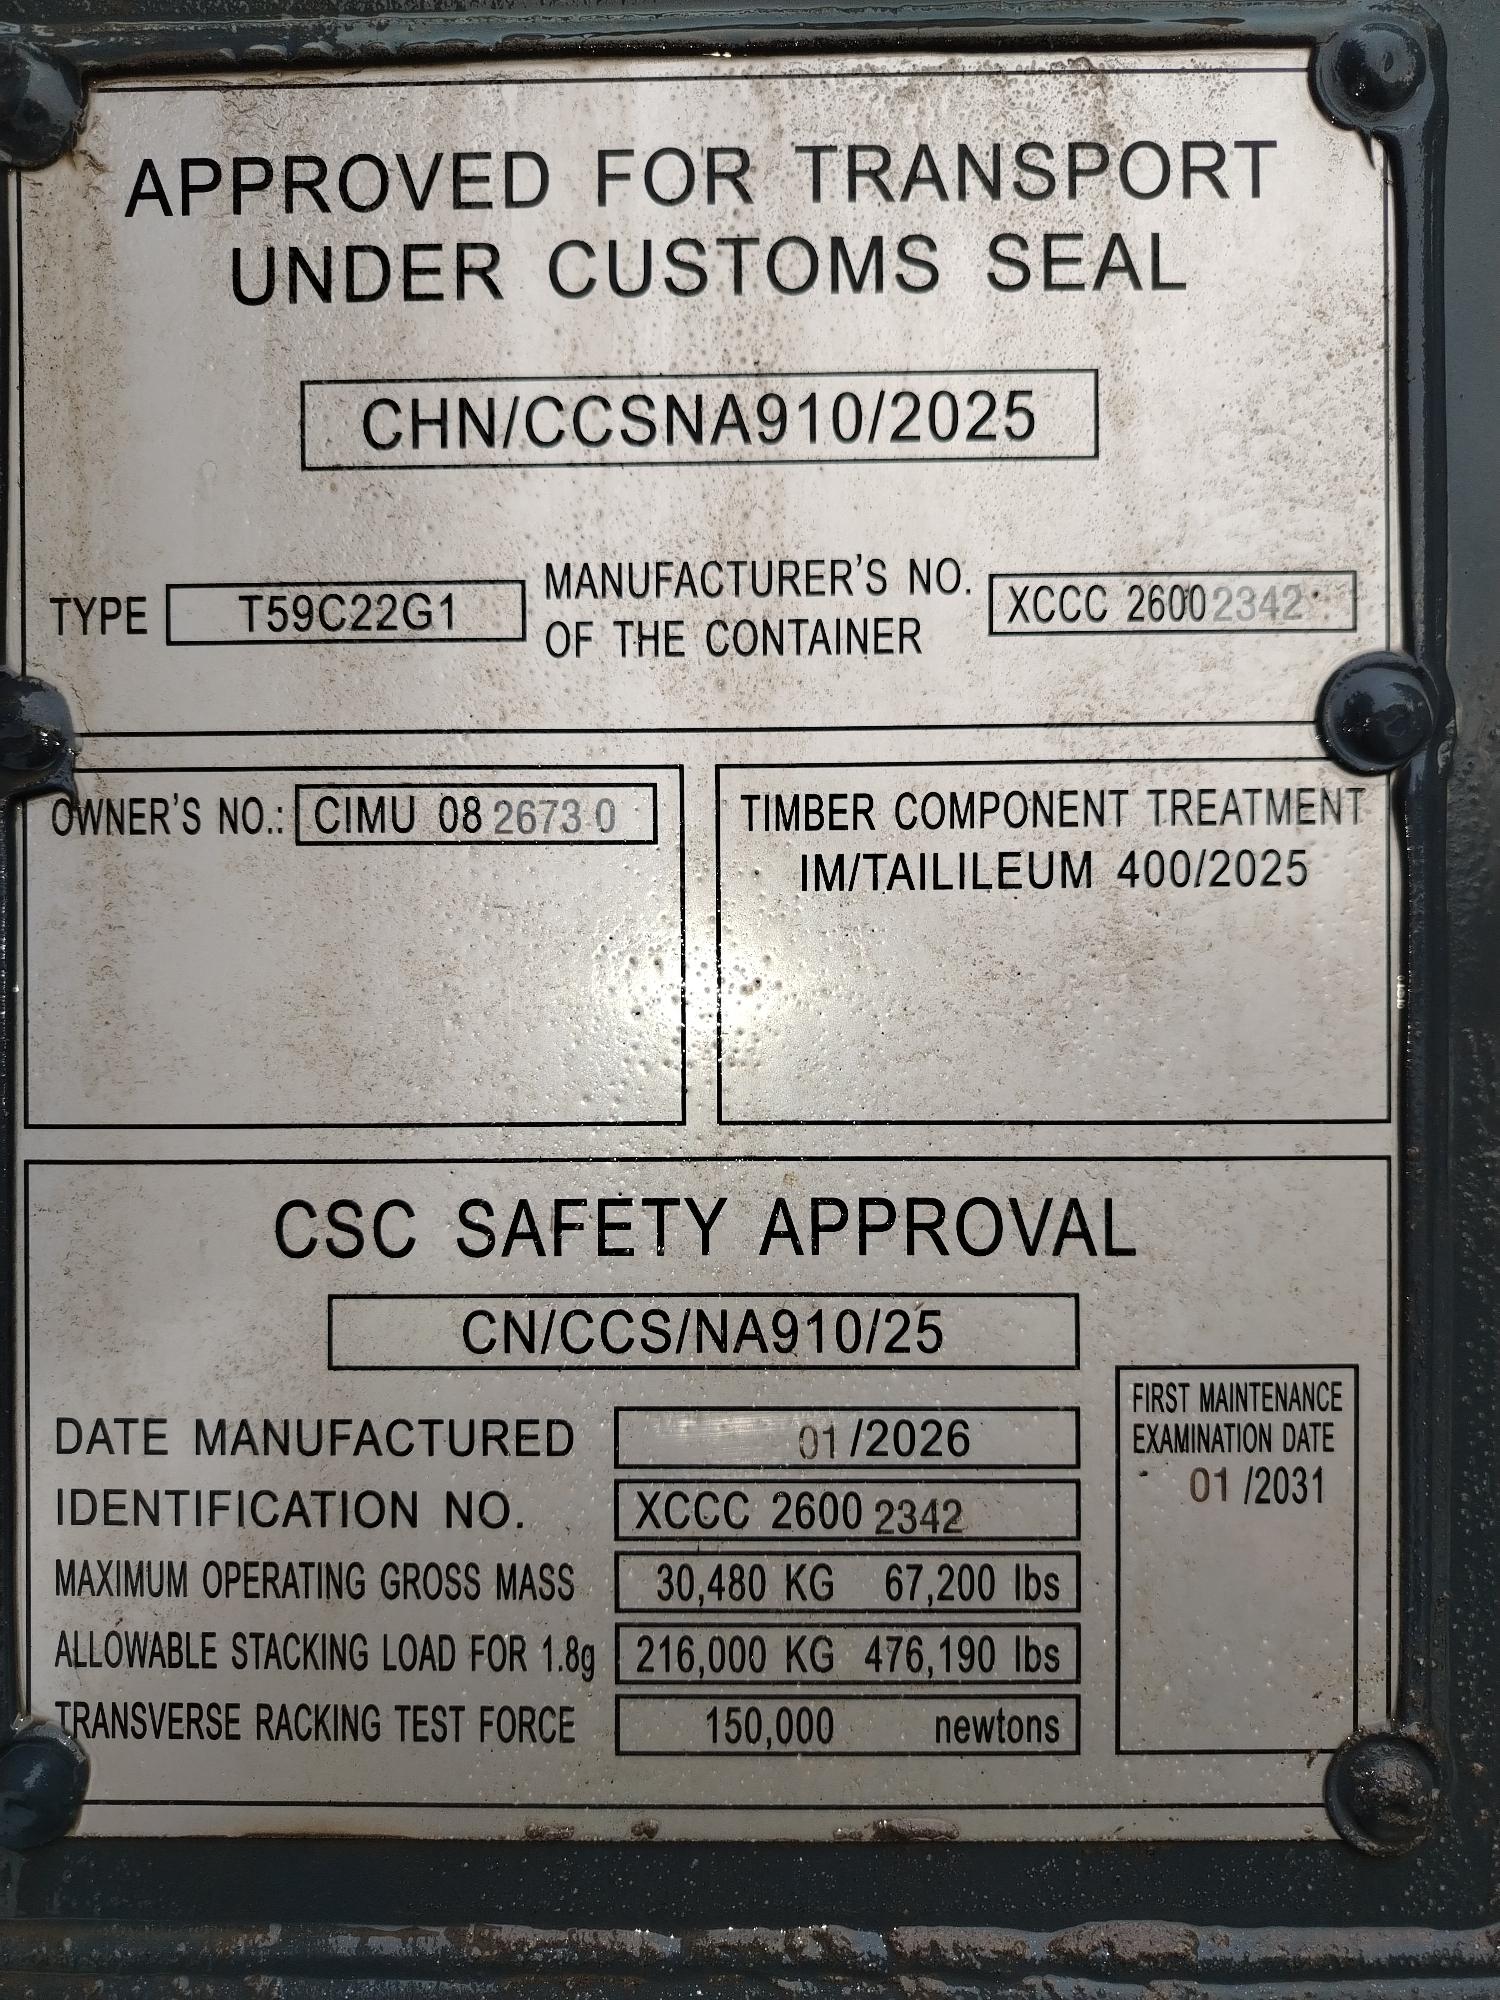 APPROVED FOR TRANSPORT
UNDER CUSTOMS SEAL
CHN/CCSNA910/2025
TYPE T59C22G1
MANUFACTURER'S NO.
OF THE CONTAINER
XCCC 26002342
OWNER'S NO.: CIMU 08 2673 0
TIMBER COMPONENT TREATMENT
IM/TAILILEUM 400/2025
CSC SAFETY APPROVAL
CN/CCS/NA910/25
DATE MANUFACTURED 01 /2026
IDENTIFICATION NO. XCCC 2600 2342
MAXIMUM OPERATING GROSS MASS 30,480 KG 67,200 lbs
ALLOWABLE STACKING LOAD FOR 1.8g 216,000 KG 476,190 lbs
TRANSVERSE RACKING TEST FORCE 150,000 newtons
FIRST MAINTENANCE
EXAMINATION DATE
01 /2031